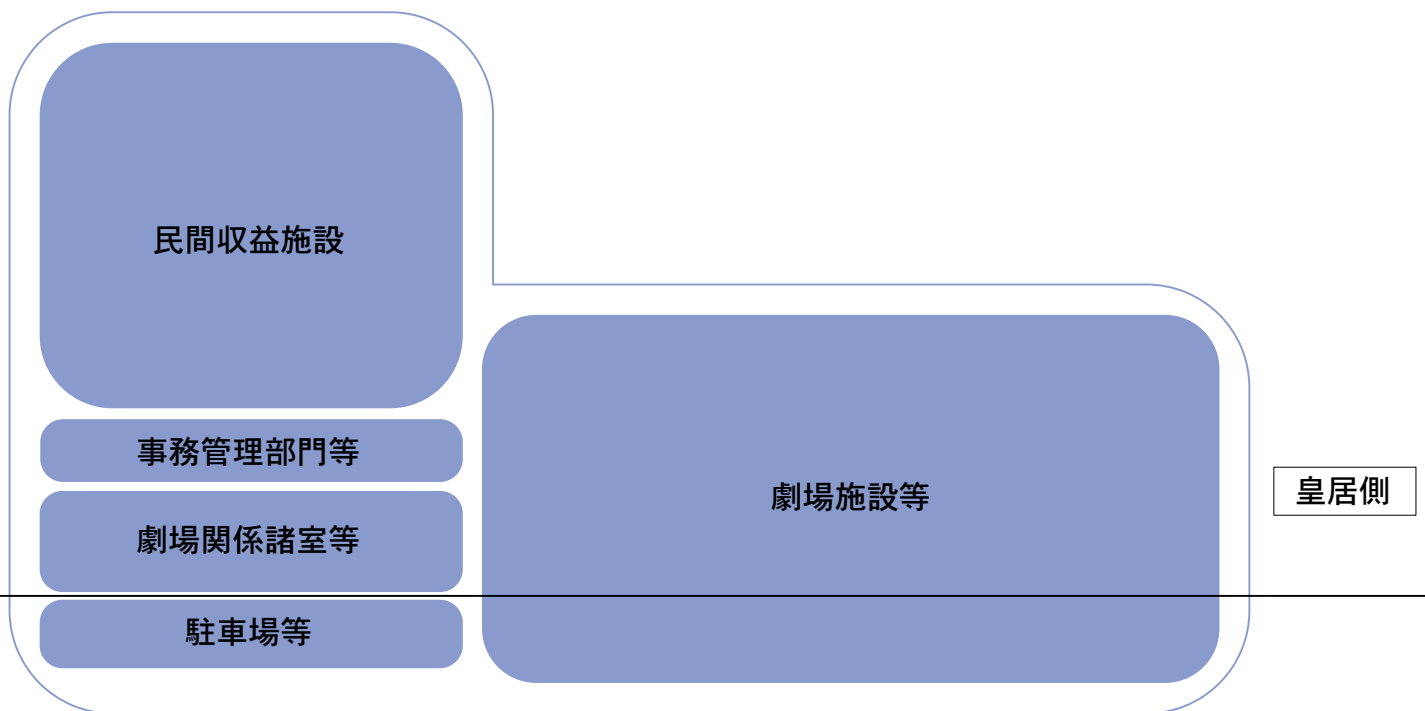 民間収益施設
事務管理部門等
劇場関係諸室等
駐車場等
劇場施設等
皇居側